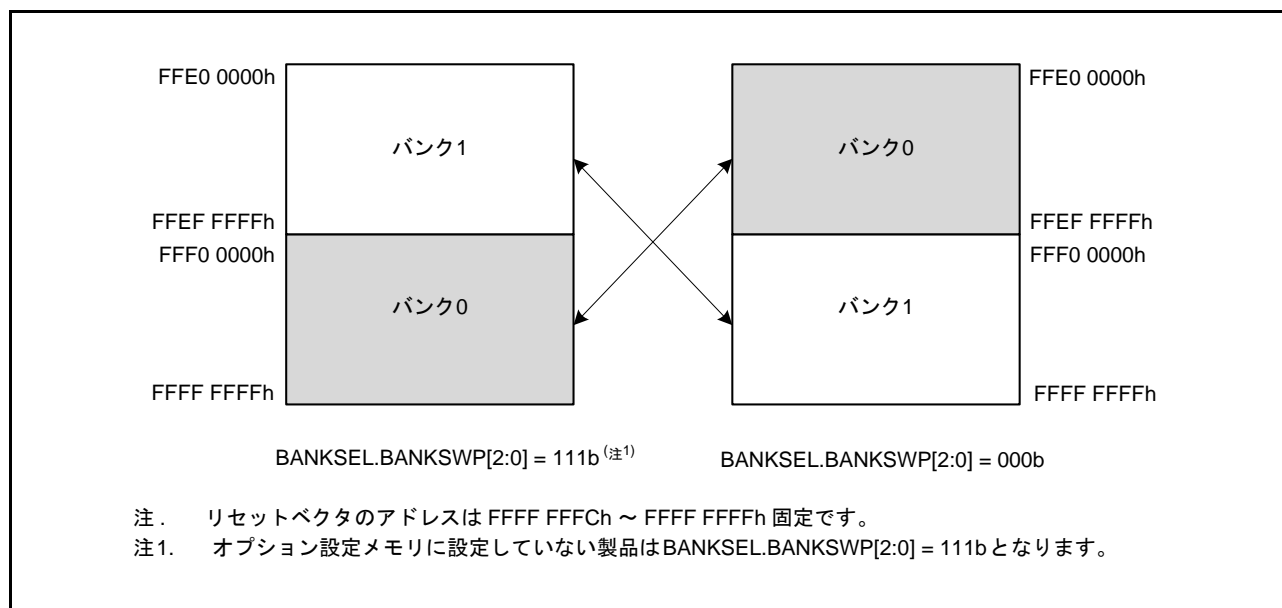 FFE0 0000h
バンク1
FFEF FFFFh
FFF0 0000h
バンク0
FFFF FFFFh
FFE0 0000h
バンク0
FFEF FFFFh
FFF0 0000h
バンク1
FFFF FFFFh
BANKSEL.BANKSWP[2:0] = 111b (注1)
BANKSEL.BANKSWP[2:0] = 000b
注 . リセットベクタのアドレスは FFFF FFFCh ~ FFFF FFFFh 固定です。
注1. オプション設定メモリに設定していない製品はBANKSEL.BANKSWP[2:0] = 111bとなります。